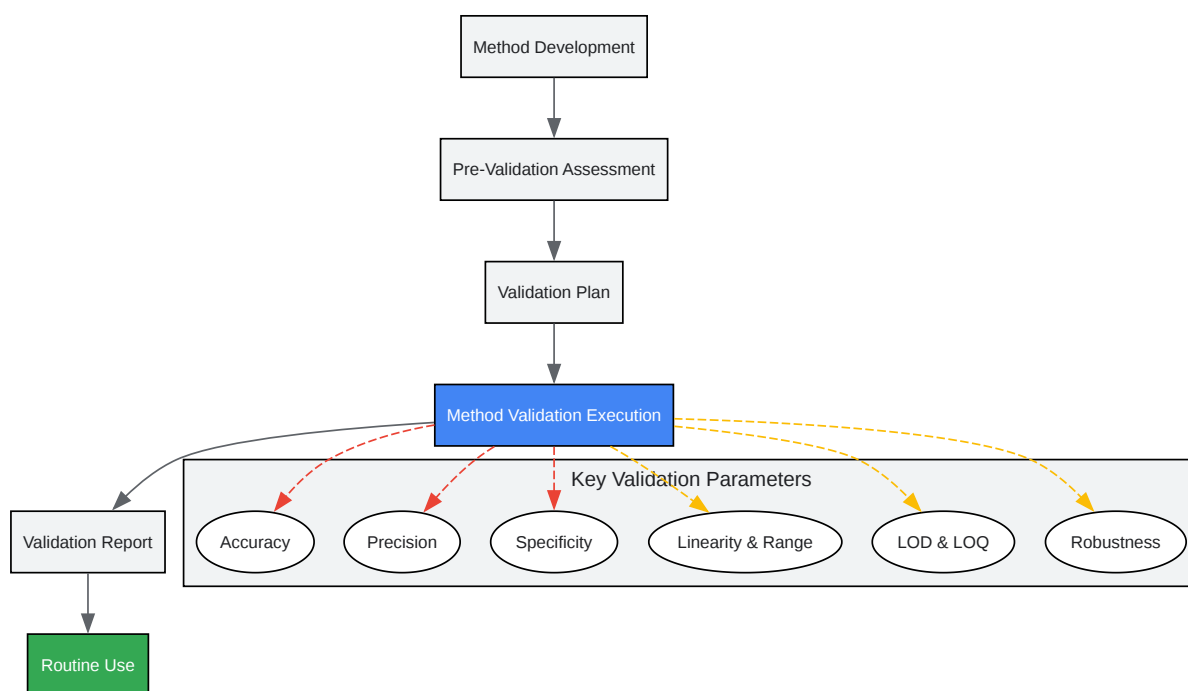 Method Development
Pre-Validation Assessment
Validation Plan
Method Validation Execution
Key Validation Parameters
Validation Report
Accuracy
Precision
Specificity
Linearity & Range
LOD & LOQ
Robustness
Routine Use